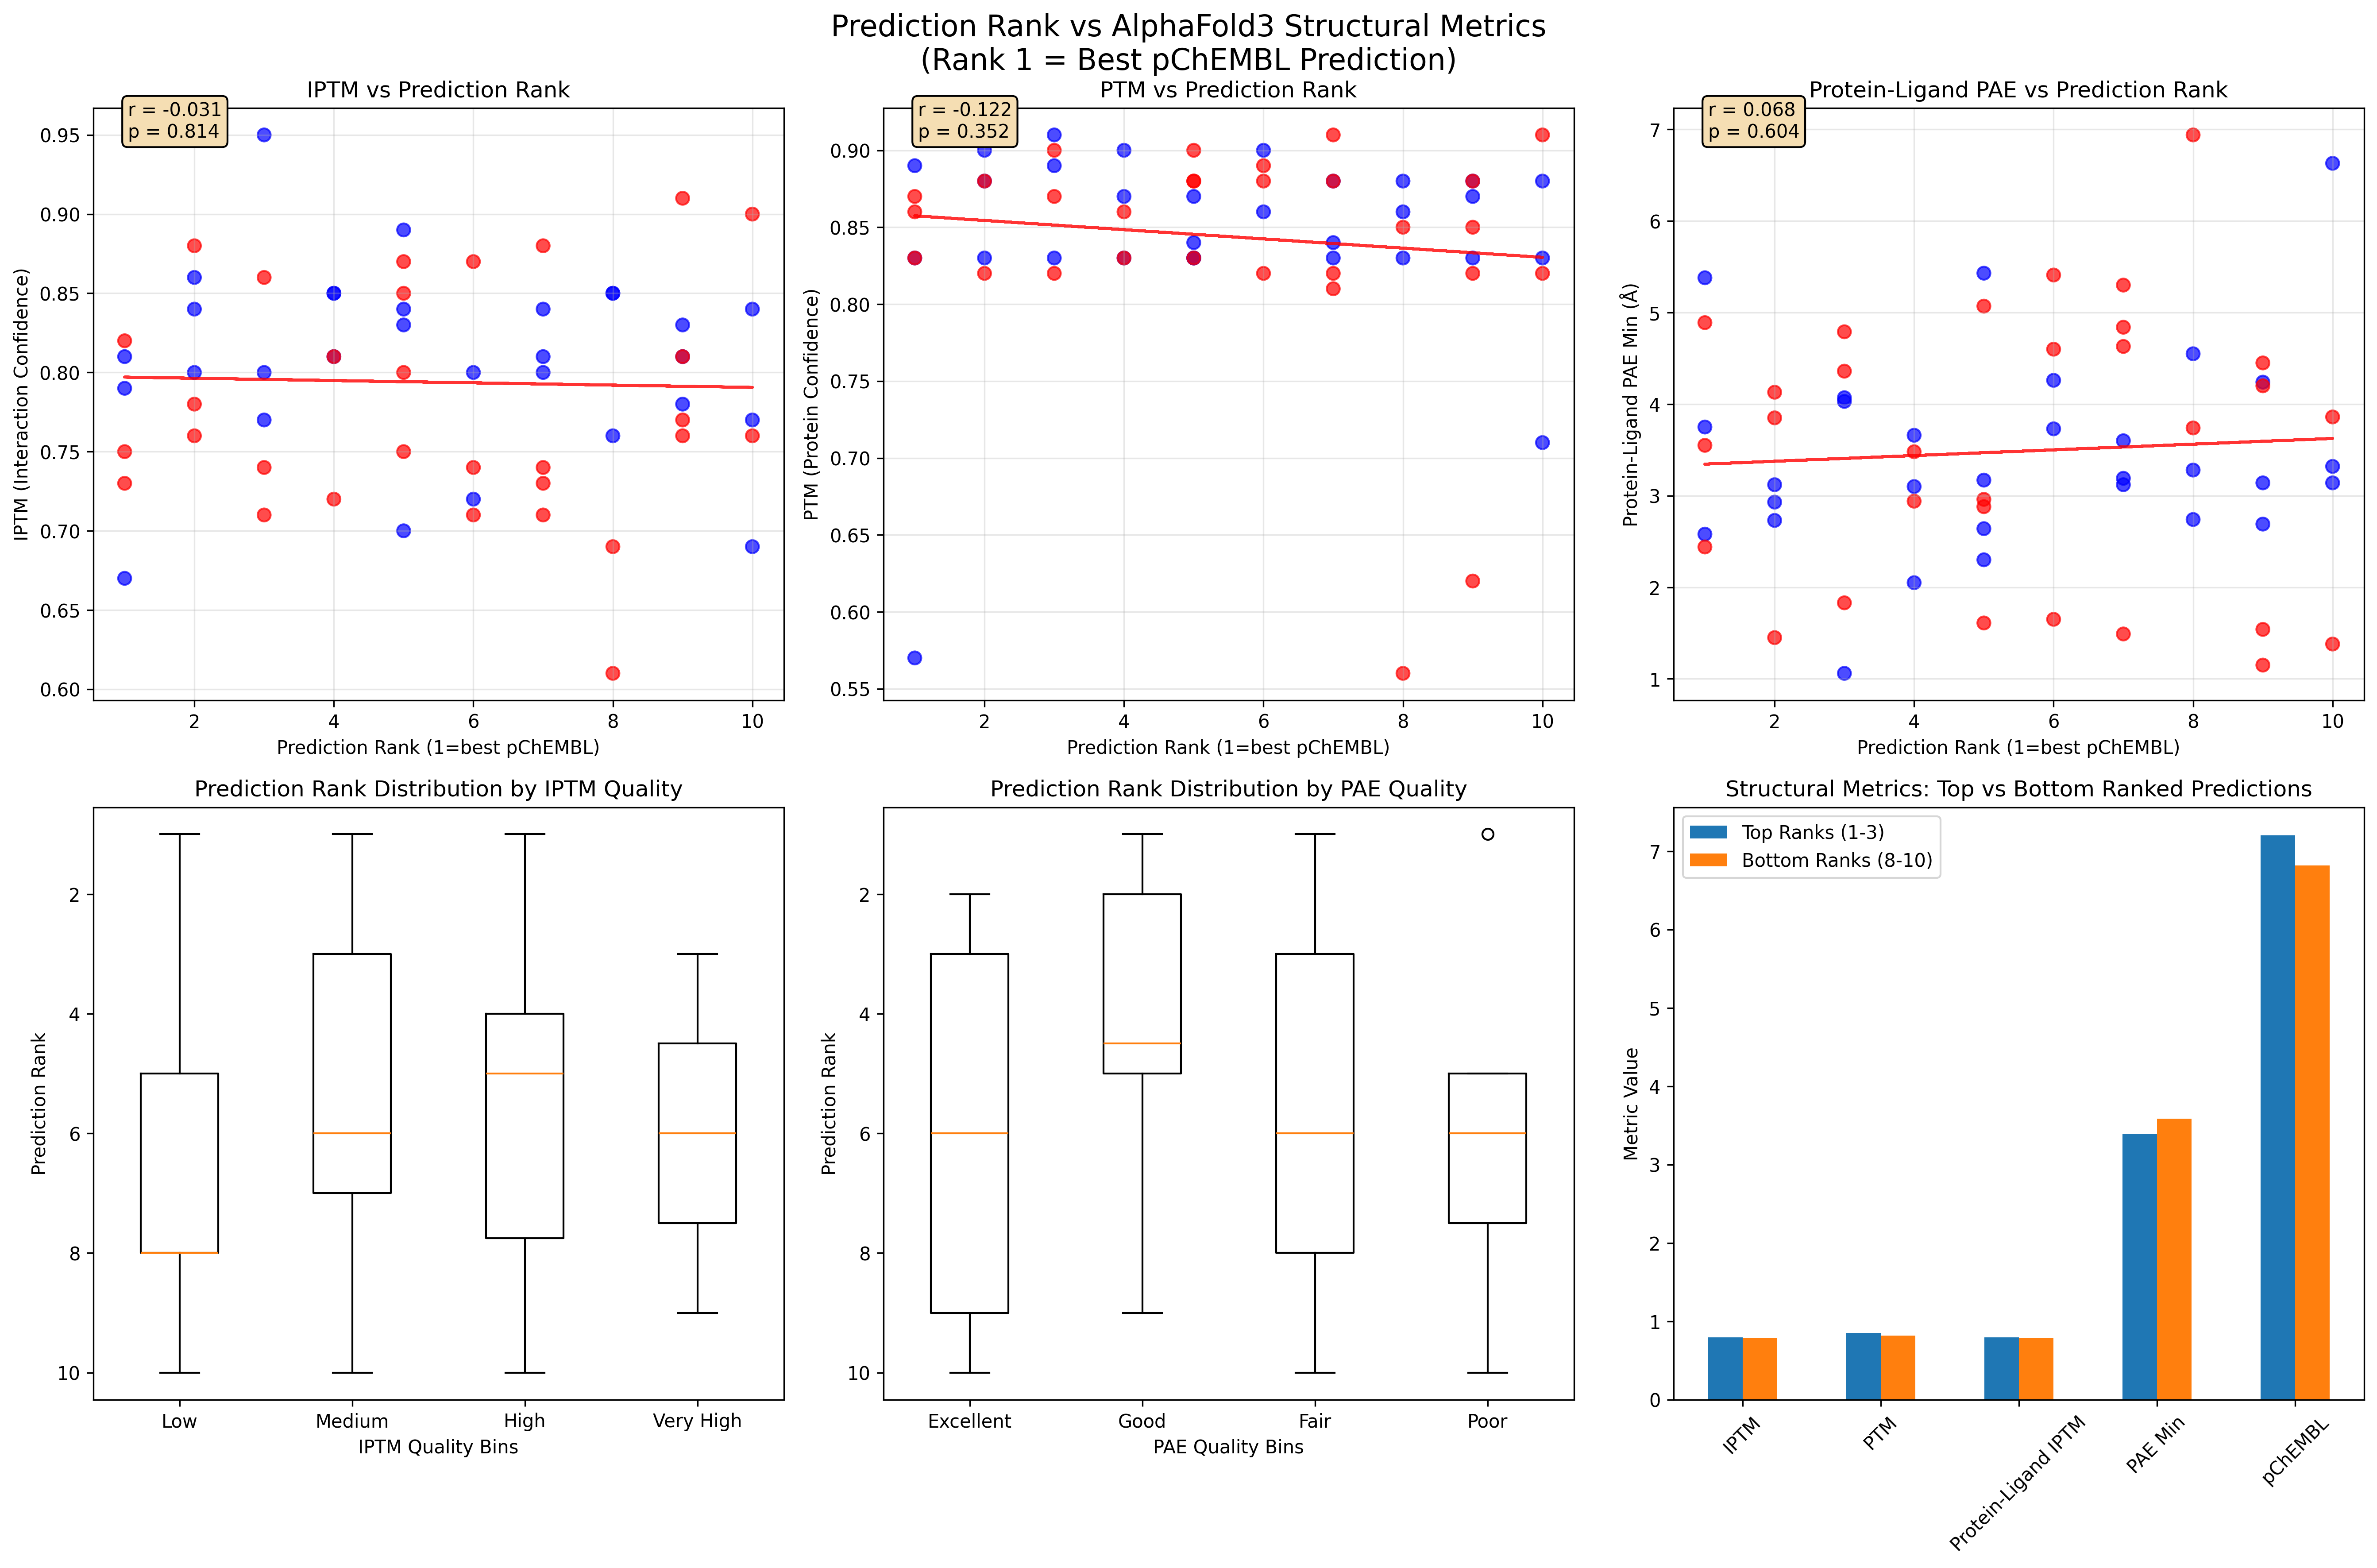 Prediction Rank vs AlphaFold3 Structural Metrics
(Rank 1 = Best pChEMBL Prediction)
IPTM vs Prediction Rank
r = -0.031
p = 0.814
IPTM (Interaction Confidence)
0.95
0.90
0.85
0.80
0.75
0.70
0.65
0.60
2 4 6 8 10
Prediction Rank (1=best pChEMBL)
PTM vs Prediction Rank
r = -0.122
p = 0.352
PTM (Protein Confidence)
0.90
0.85
0.80
0.75
0.70
0.65
0.60
0.55
2 4 6 8 10
Prediction Rank (1=best pChEMBL)
Protein-Ligand PAE vs Prediction Rank
r = 0.068
p = 0.604
Protein-Ligand PAE Min (Å)
7
6
5
4
3
2
1
2 4 6 8 10
Prediction Rank (1=best pChEMBL)
Prediction Rank Distribution by IPTM Quality
Prediction Rank
2
4
6
8
10
Low Medium High Very High
IPTM Quality Bins
Prediction Rank Distribution by PAE Quality
Prediction Rank
2
4
6
8
10
Excellent Good Fair Poor
PAE Quality Bins
Structural Metrics: Top vs Bottom Ranked Predictions
Top Ranks (1-3)
Bottom Ranks (8-10)
Metric Value
7
6
5
4
3
2
1
0
IPTM
PTM
Protein-Ligand IPTM
PAE Min
pChEMBL